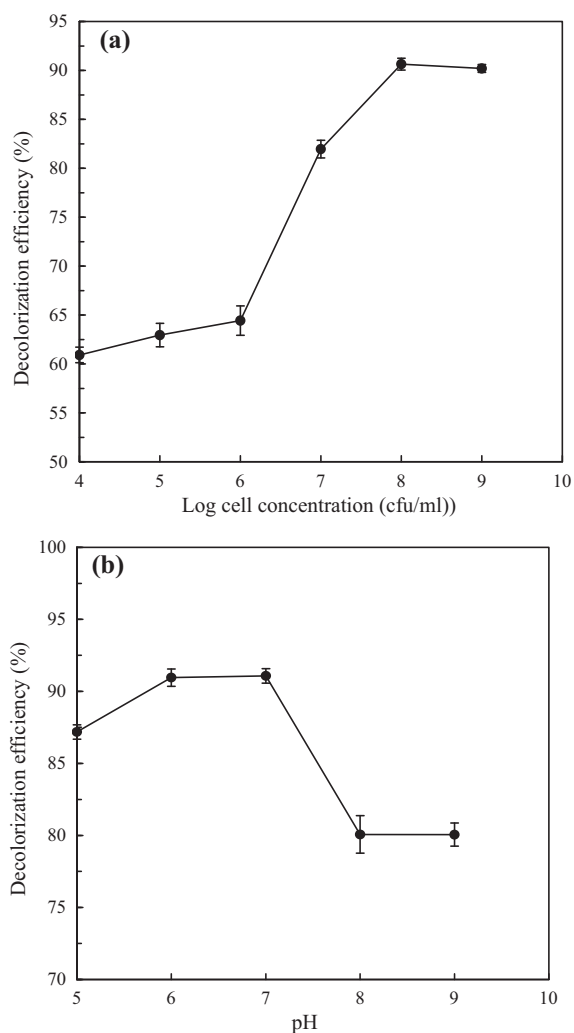 (a)
Decolorization efficiency (%)
95
90
85
80
75
70
65
60
55
50
4 5 6 7 8 9 10
Log cell concentration (cfu/ml))
(b)
Decolorization efficiency (%)
100
95
90
85
80
75
70
5 6 7 8 9 10
pH